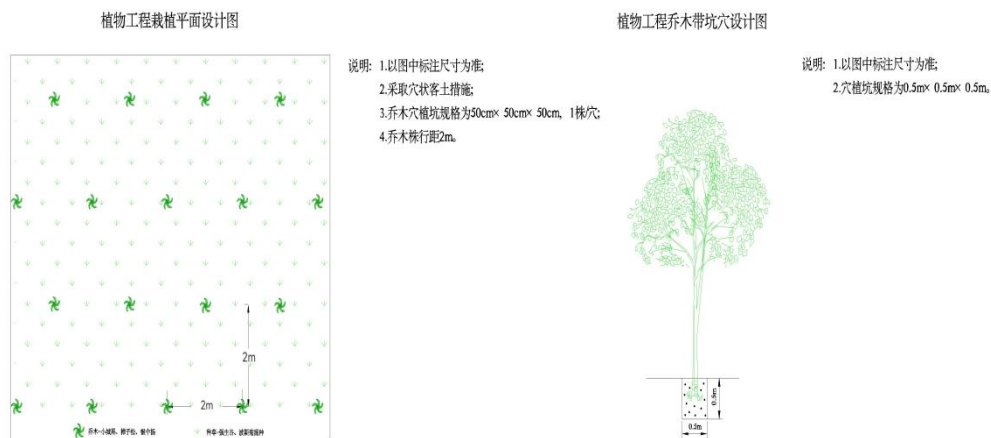 植物工程栽植平面设计图
植物工程乔木带坑穴设计图
说明: 1.以图中标注尺寸为准;
2.采取穴状客土措施;
3.乔木穴植坑规格为50cm×50cm×50cm, 1株/穴;
4.乔木株行距2m。
说明: 1.以图中标注尺寸为准;
2.穴植坑规格为0.5m×0.5m×0.5m。
2m
2m
0.5m
0.5m